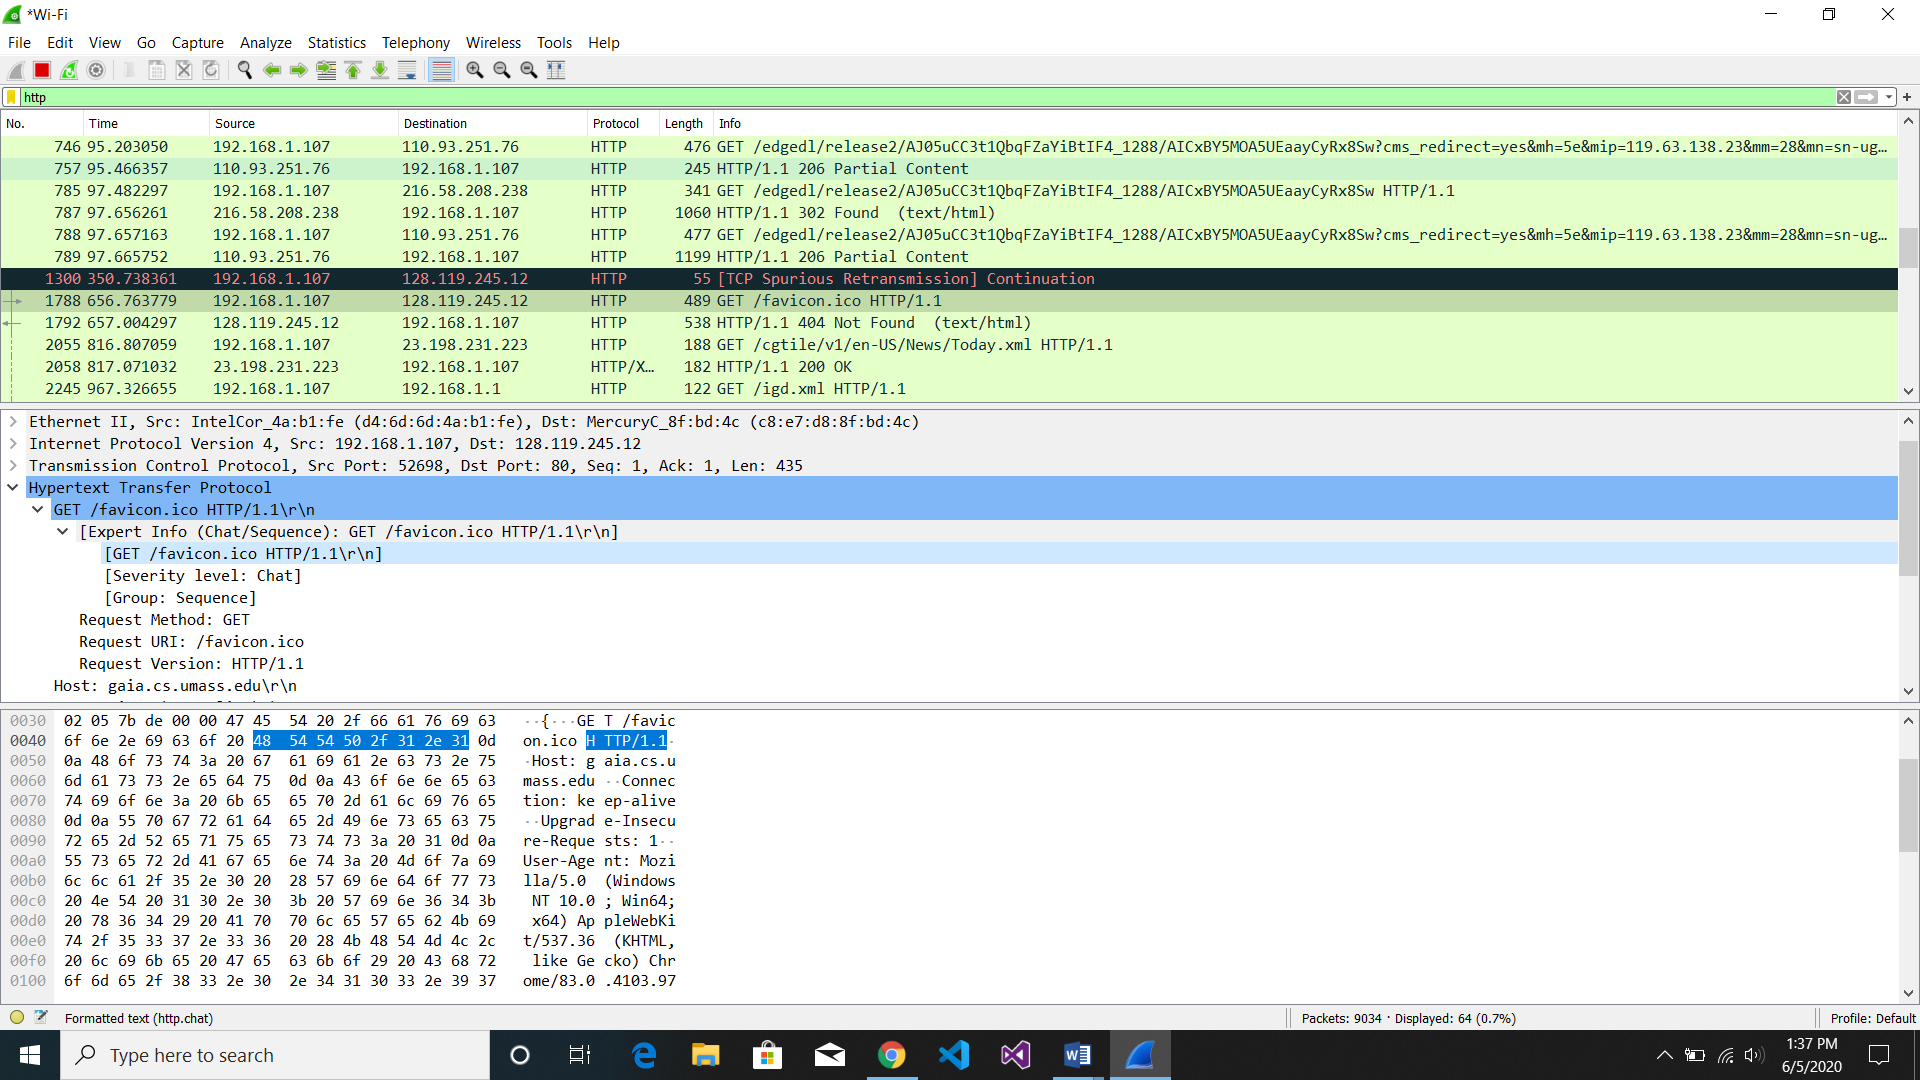 *Wi-Fi
File Edit View Go Capture Analyze Statistics Telephony Wireless Tools Help
http
No. Time Source Destination Protocol Length Info
746 95.203050 192.168.1.107 110.93.251.76 HTTP 476 GET /edgedl/release2/AJ05uCC3t1QbqFZaYiBtIF4_1288/AICxBY5MOA5UEaayCyRx8Sw?cms_redirect=yes&mh=5e&mip=119.63.138.23&mm=28&mn=sn-ug...
757 95.466357 110.93.251.76 192.168.1.107 HTTP 245 HTTP/1.1 206 Partial Content
785 97.482297 192.168.1.107 216.58.208.238 HTTP 341 GET /edgedl/release2/AJ05uCC3t1QbqFZaYiBtIF4_1288/AICxBY5MOA5UEaayCyRx8Sw HTTP/1.1
787 97.656261 216.58.208.238 192.168.1.107 HTTP 1060 HTTP/1.1 302 Found (text/html)
788 97.657163 192.168.1.107 110.93.251.76 HTTP 477 GET /edgedl/release2/AJ05uCC3t1QbqFZaYiBtIF4_1288/AICxBY5MOA5UEaayCyRx8Sw?cms_redirect=yes&mh=5e&mip=119.63.138.23&mm=28&mn=sn-ug...
789 97.665752 110.93.251.76 192.168.1.107 HTTP 1199 HTTP/1.1 206 Partial Content
1300 350.738361 192.168.1.107 128.119.245.12 HTTP 55 [TCP Spurious Retransmission] Continuation
1788 656.763779 192.168.1.107 128.119.245.12 HTTP 489 GET /favicon.ico HTTP/1.1
1792 657.004297 128.119.245.12 192.168.1.107 HTTP 538 HTTP/1.1 404 Not Found (text/html)
2055 816.807059 192.168.1.107 23.198.231.223 HTTP 188 GET /cgtile/v1/en-US/News/Today.xml HTTP/1.1
2058 817.071032 23.198.231.223 192.168.1.107 HTTP/X... 182 HTTP/1.1 200 OK
2245 967.326655 192.168.1.107 192.168.1.1 HTTP 122 GET /igd.xml HTTP/1.1
Ethernet II, Src: IntelCor_4a:b1:fe (d4:6d:6d:4a:b1:fe), Dst: MercuryC_8f:bd:4c (c8:e7:d8:8f:bd:4c)
Internet Protocol Version 4, Src: 192.168.1.107, Dst: 128.119.245.12
Transmission Control Protocol, Src Port: 52698, Dst Port: 80, Seq: 1, Ack: 1, Len: 435
Hypertext Transfer Protocol
GET /favicon.ico HTTP/1.1\r\n
[Expert Info (Chat/Sequence): GET /favicon.ico HTTP/1.1\r\n]
[GET /favicon.ico HTTP/1.1\r\n]
[Severity level: Chat]
[Group: Sequence]
Request Method: GET
Request URI: /favicon.ico
Request Version: HTTP/1.1
Host: gaia.cs.umass.edu\r\n
0030 02 05 7b de 00 00 47 45 54 20 2f 66 61 76 69 63 ··{···GE T /favic
0040 6f 6e 2e 69 63 6f 20 48 54 54 50 2f 31 2e 31 0d on.ico H TTP/1.1·
0050 0a 48 6f 73 74 3a 20 67 61 69 61 2e 63 73 2e 75 ·Host: g aia.cs.u
0060 6d 61 73 73 2e 65 64 75 0d 0a 43 6f 6e 6e 65 63 mass.edu ··Connec
0070 74 69 6f 6e 3a 20 6b 65 65 70 2d 61 6c 69 76 65 tion: ke ep-alive
0080 0d 0a 55 70 67 72 61 64 65 2d 49 6e 73 65 63 75 ··Upgrad e-Insecu
0090 72 65 2d 52 65 71 75 65 73 74 73 3a 20 31 0d 0a re-Reque sts: 1··
00a0 55 73 65 72 2d 41 67 65 6e 74 3a 20 4d 6f 7a 69 User-Age nt: Mozi
00b0 6c 6c 61 2f 35 2e 30 20 28 57 69 6e 64 6f 77 73 lla/5.0 (Windows
00c0 20 4e 54 20 31 30 2e 30 3b 20 57 69 6e 36 34 3b NT 10.0 ; Win64;
00d0 20 78 36 34 29 20 41 70 70 6c 65 57 65 62 4b 69 x64) Ap pleWebKi
00e0 74 2f 35 33 37 2e 33 36 20 28 4b 48 54 4d 4c 2c t/537.36 (KHTML,
00f0 20 6c 69 6b 65 20 47 65 63 6b 6f 29 20 43 68 72 like Ge cko) Chr
0100 6f 6d 65 2f 38 33 2e 30 2e 34 31 30 33 2e 39 37 ome/83.0 .4103.97
Formatted text (http.chat) Packets: 9034 · Displayed: 64 (0.7%) Profile: Default
Type here to search
1:37 PM
6/5/2020